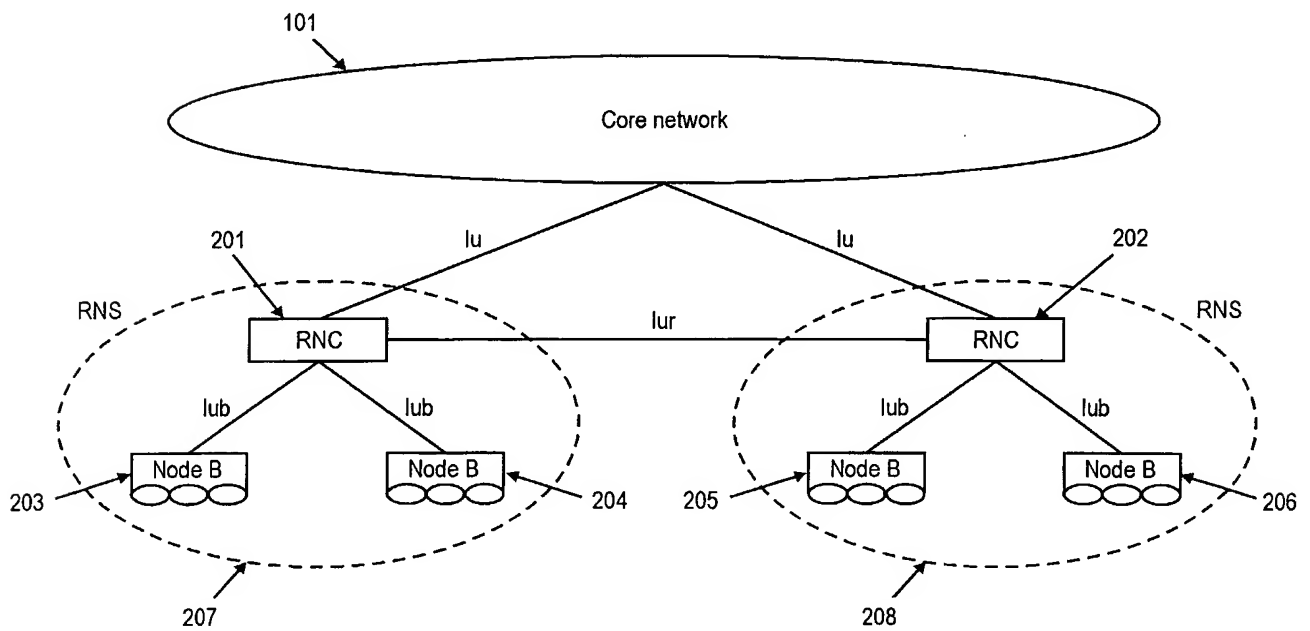 101
Core network
201
Iu
Iu
202
RNS
RNC
Iur
RNC
RNS
Iub
Iub
Iub
Iub
Node B
Node B
Node B
Node B
203
204
205
206
207
208